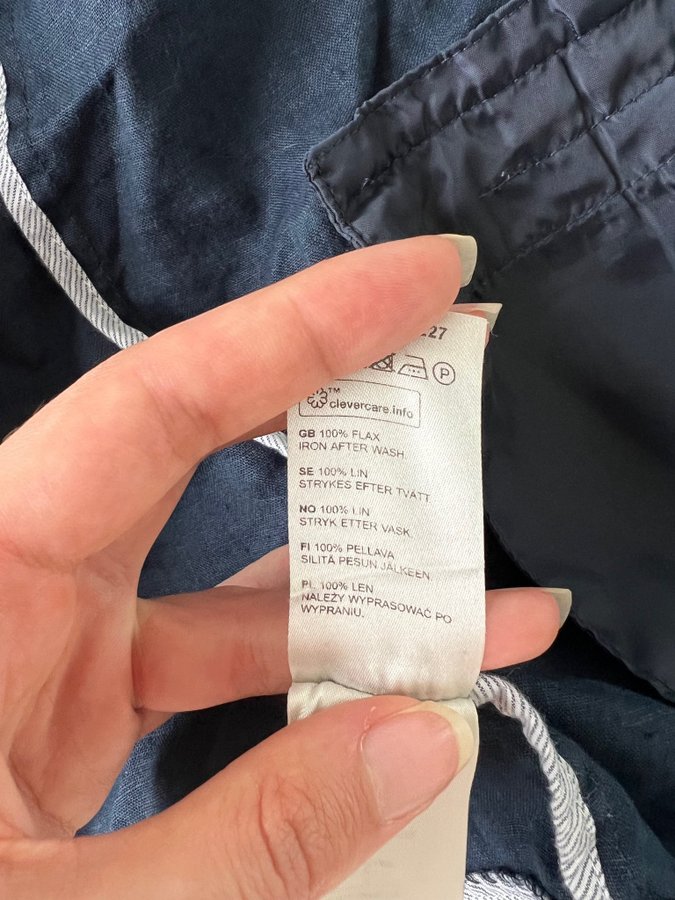 27
P
™
clevercare.info
GB 100% FLAX
IRON AFTER WASH.
SE 100% LIN
STRYKES EFTER TVÄTT.
NO 100% LIN
STRYK ETTER VASK.
FI 100% PELLAVA
SILITÄ PESUN JÄLKEEN.
PL 100% LEN
NALEŻY WYPRASOWAĆ PO
WYPRANIU.